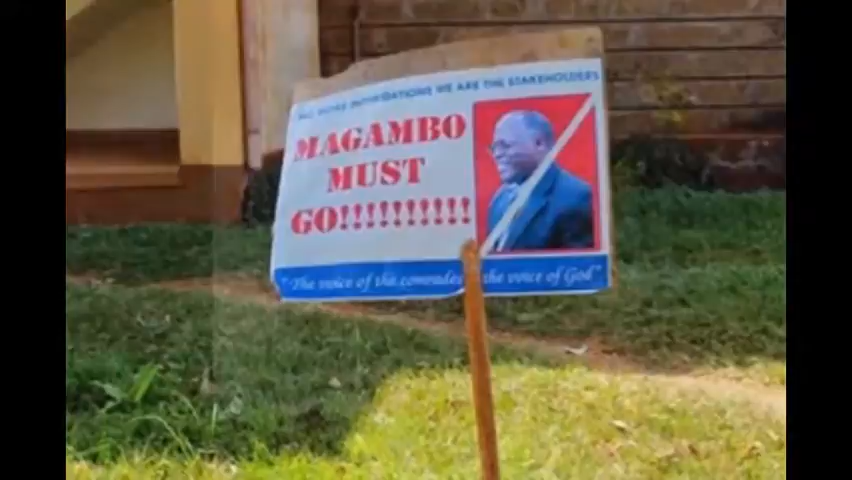 WE ARE THE STAKEHOLDERS
MAGAMBO
MUST
GO!!!!!!!!!!
"The voice of the comrades the voice of God"